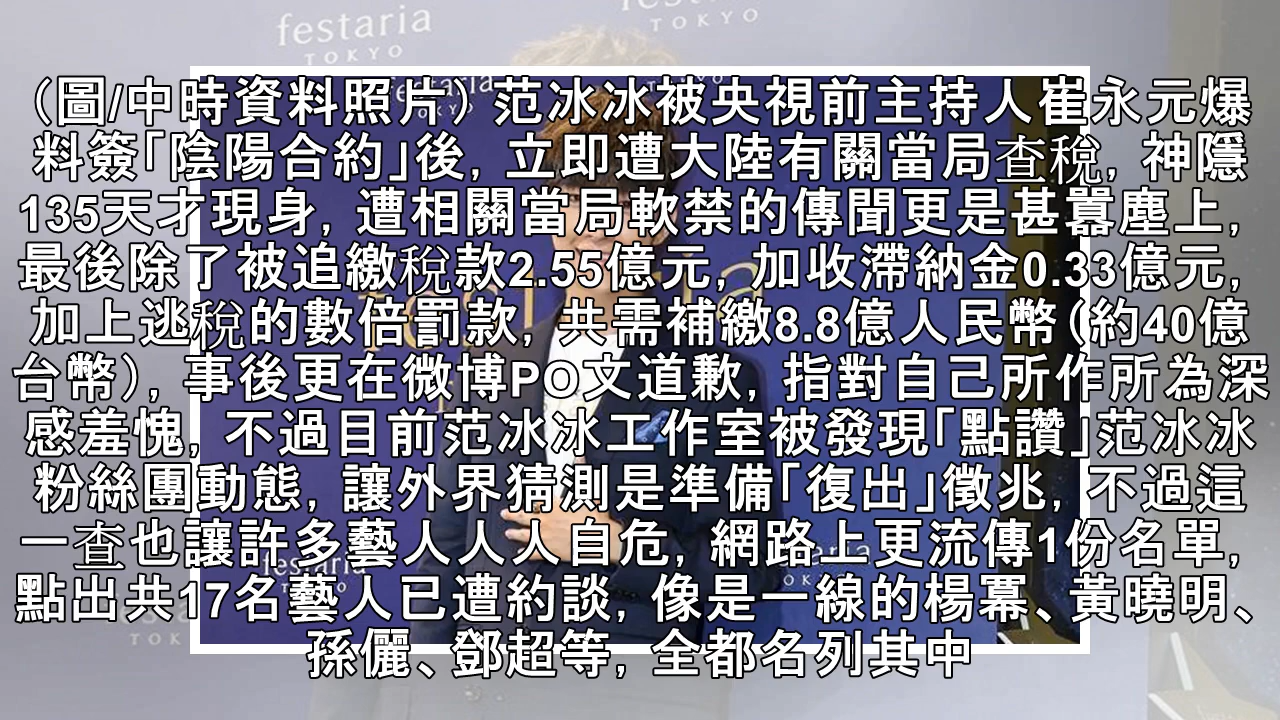 festaria
TOKYO
TOKYO
festaria
TOKYO
(圖/中時資料照片) 范冰冰被央視前主持人崔永元爆
料簽「陰陽合約」後, 立即遭大陸有關當局查稅, 神隱
135天才現身, 遭相關當局軟禁的傳聞更是甚囂塵上,
最後除了被追繳稅款2.55億元, 加收滯納金0.33億元,
加上逃稅的數倍罰款, 共需補繳8.8億人民幣(約40億
台幣), 事後更在微博PO文道歉, 指對自己所作所為深
感羞愧, 不過目前范冰冰工作室被發現「點讚」范冰冰
粉絲團動態, 讓外界猜測是準備「復出」徵兆, 不過這
一查也讓許多藝人人人自危, 網路上更流傳1份名單,
點出共17名藝人已遭約談, 像是一線的楊冪、黃曉明、
孫儷、鄧超等, 全都名列其中
festaria
TOKYO
festaria